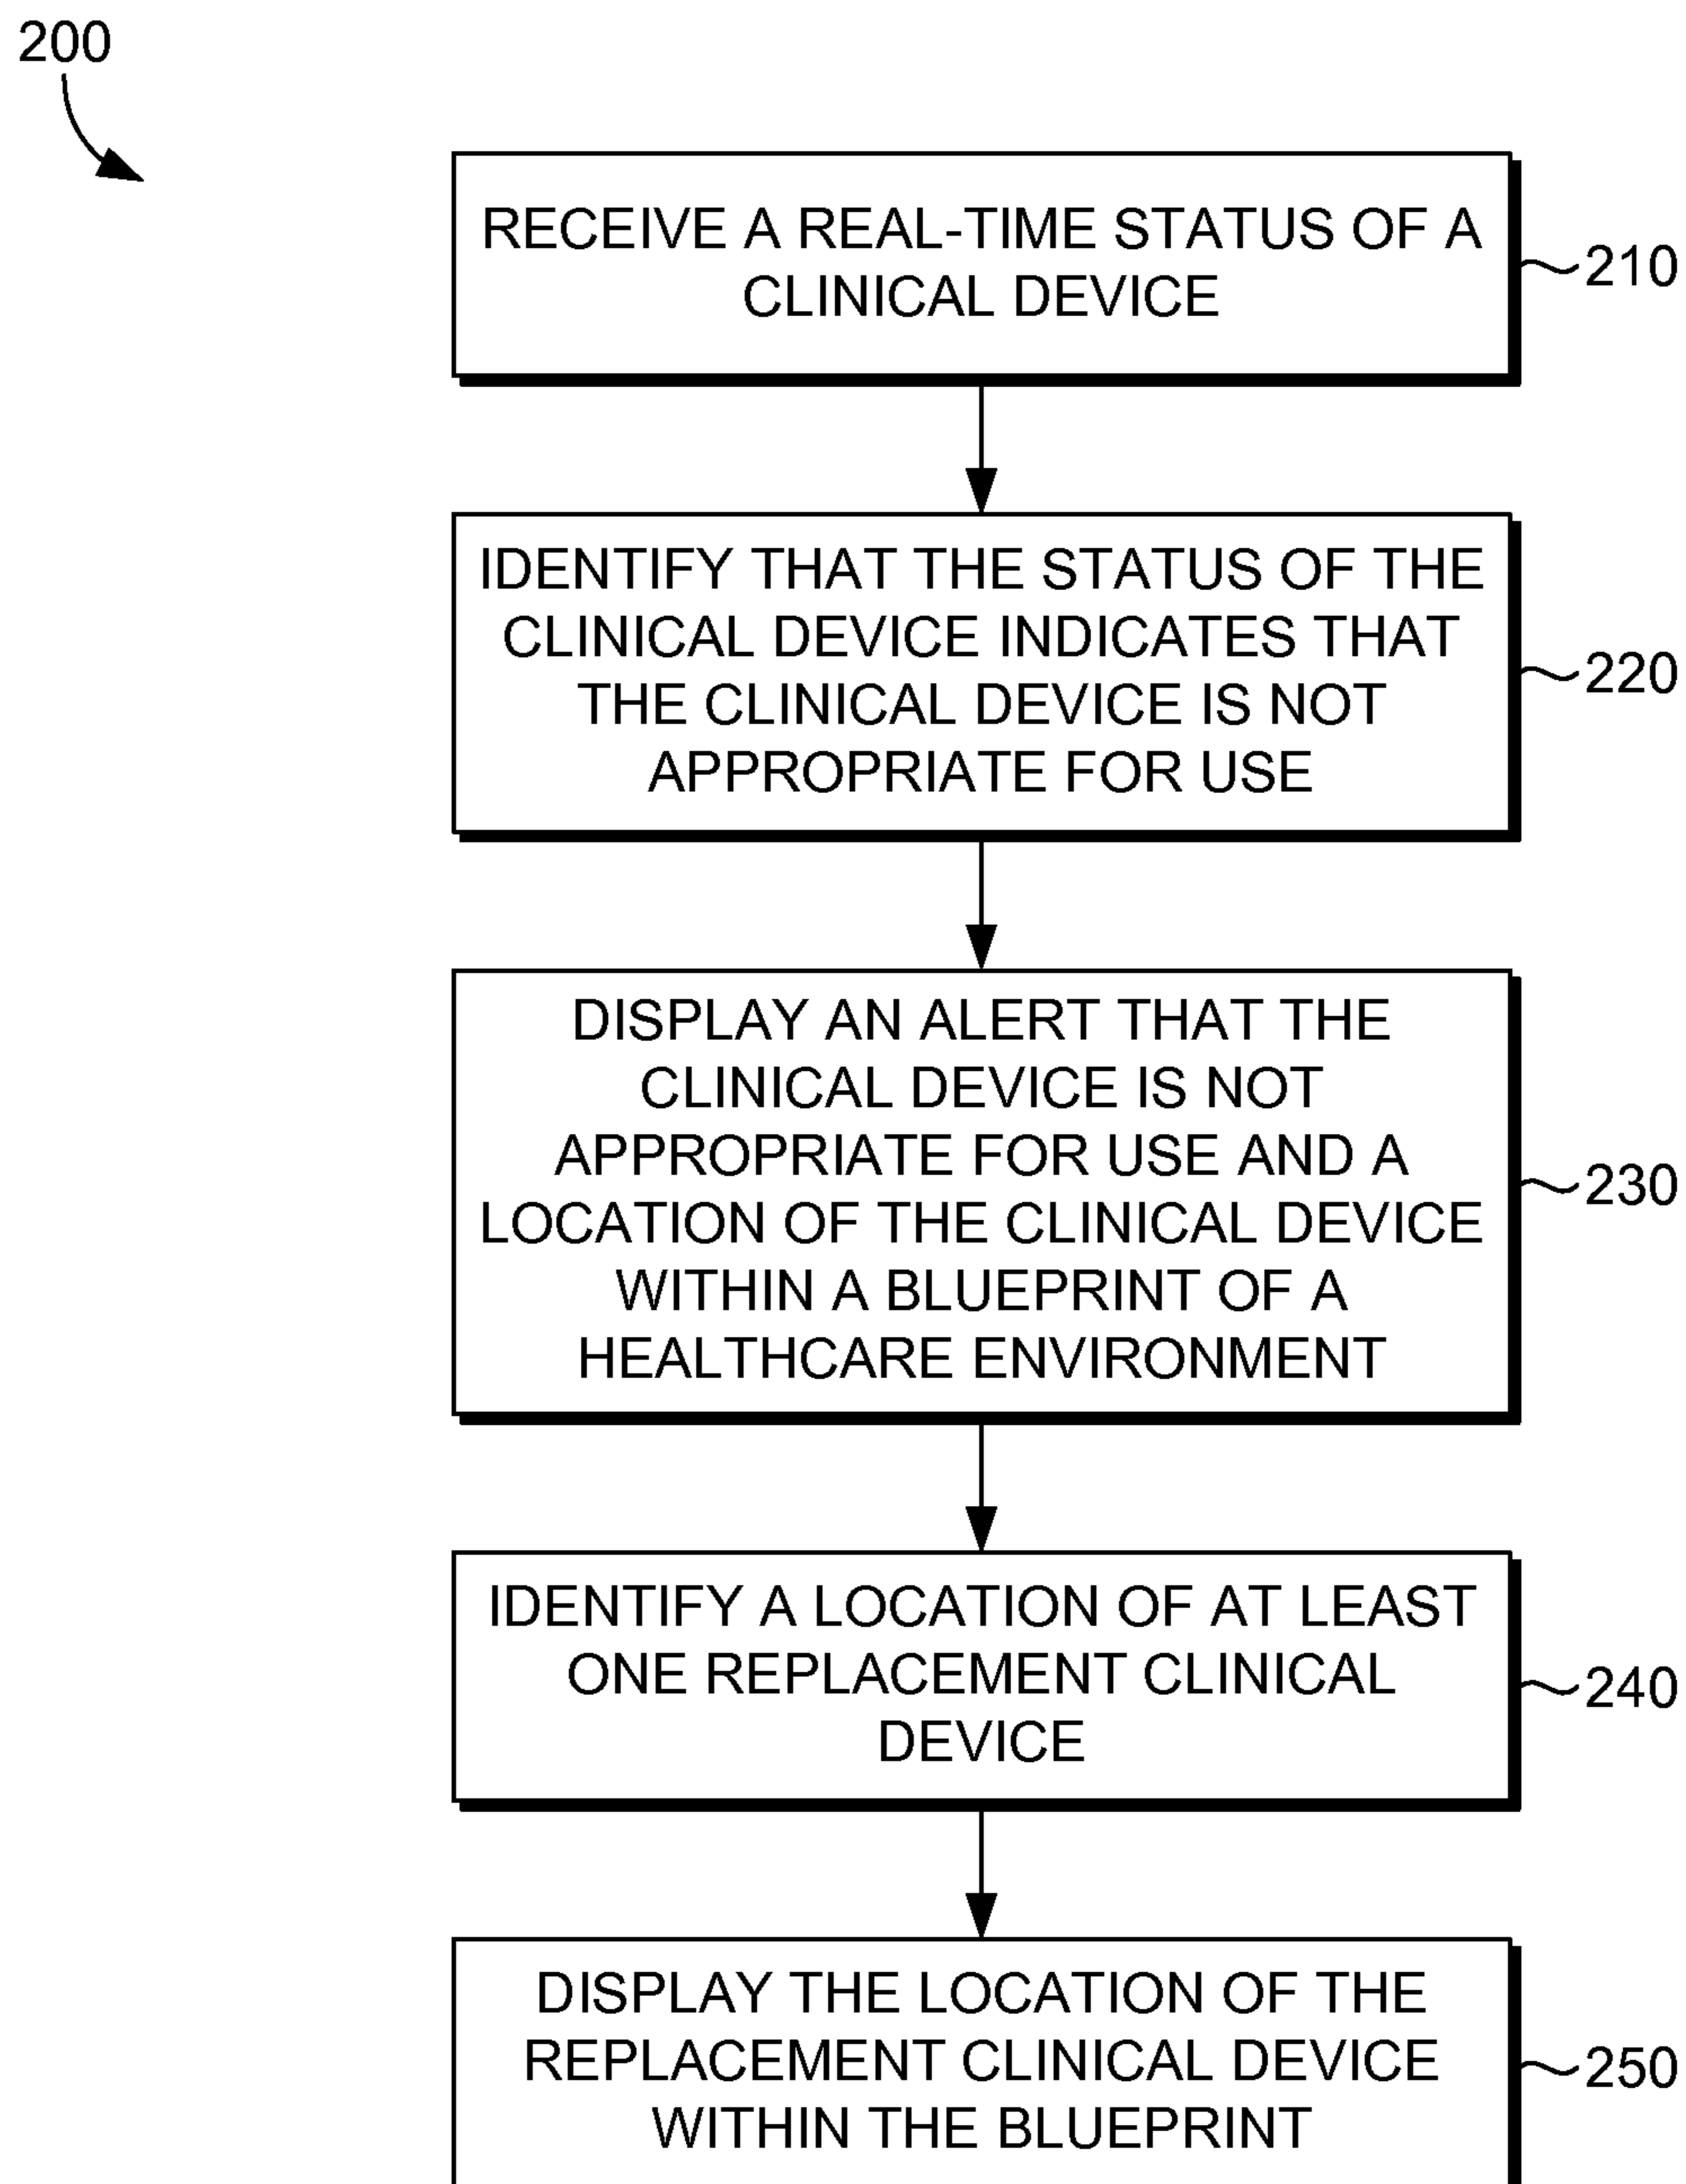 200
RECEIVE A REAL-TIME STATUS OF A
CLINICAL DEVICE
210
IDENTIFY THAT THE STATUS OF THE
CLINICAL DEVICE INDICATES THAT
THE CLINICAL DEVICE IS NOT
APPROPRIATE FOR USE
220
DISPLAY AN ALERT THAT THE
CLINICAL DEVICE IS NOT
APPROPRIATE FOR USE AND A
LOCATION OF THE CLINICAL DEVICE
WITHIN A BLUEPRINT OF A
HEALTHCARE ENVIRONMENT
230
IDENTIFY A LOCATION OF AT LEAST
ONE REPLACEMENT CLINICAL
DEVICE
240
DISPLAY THE LOCATION OF THE
REPLACEMENT CLINICAL DEVICE
WITHIN THE BLUEPRINT
250